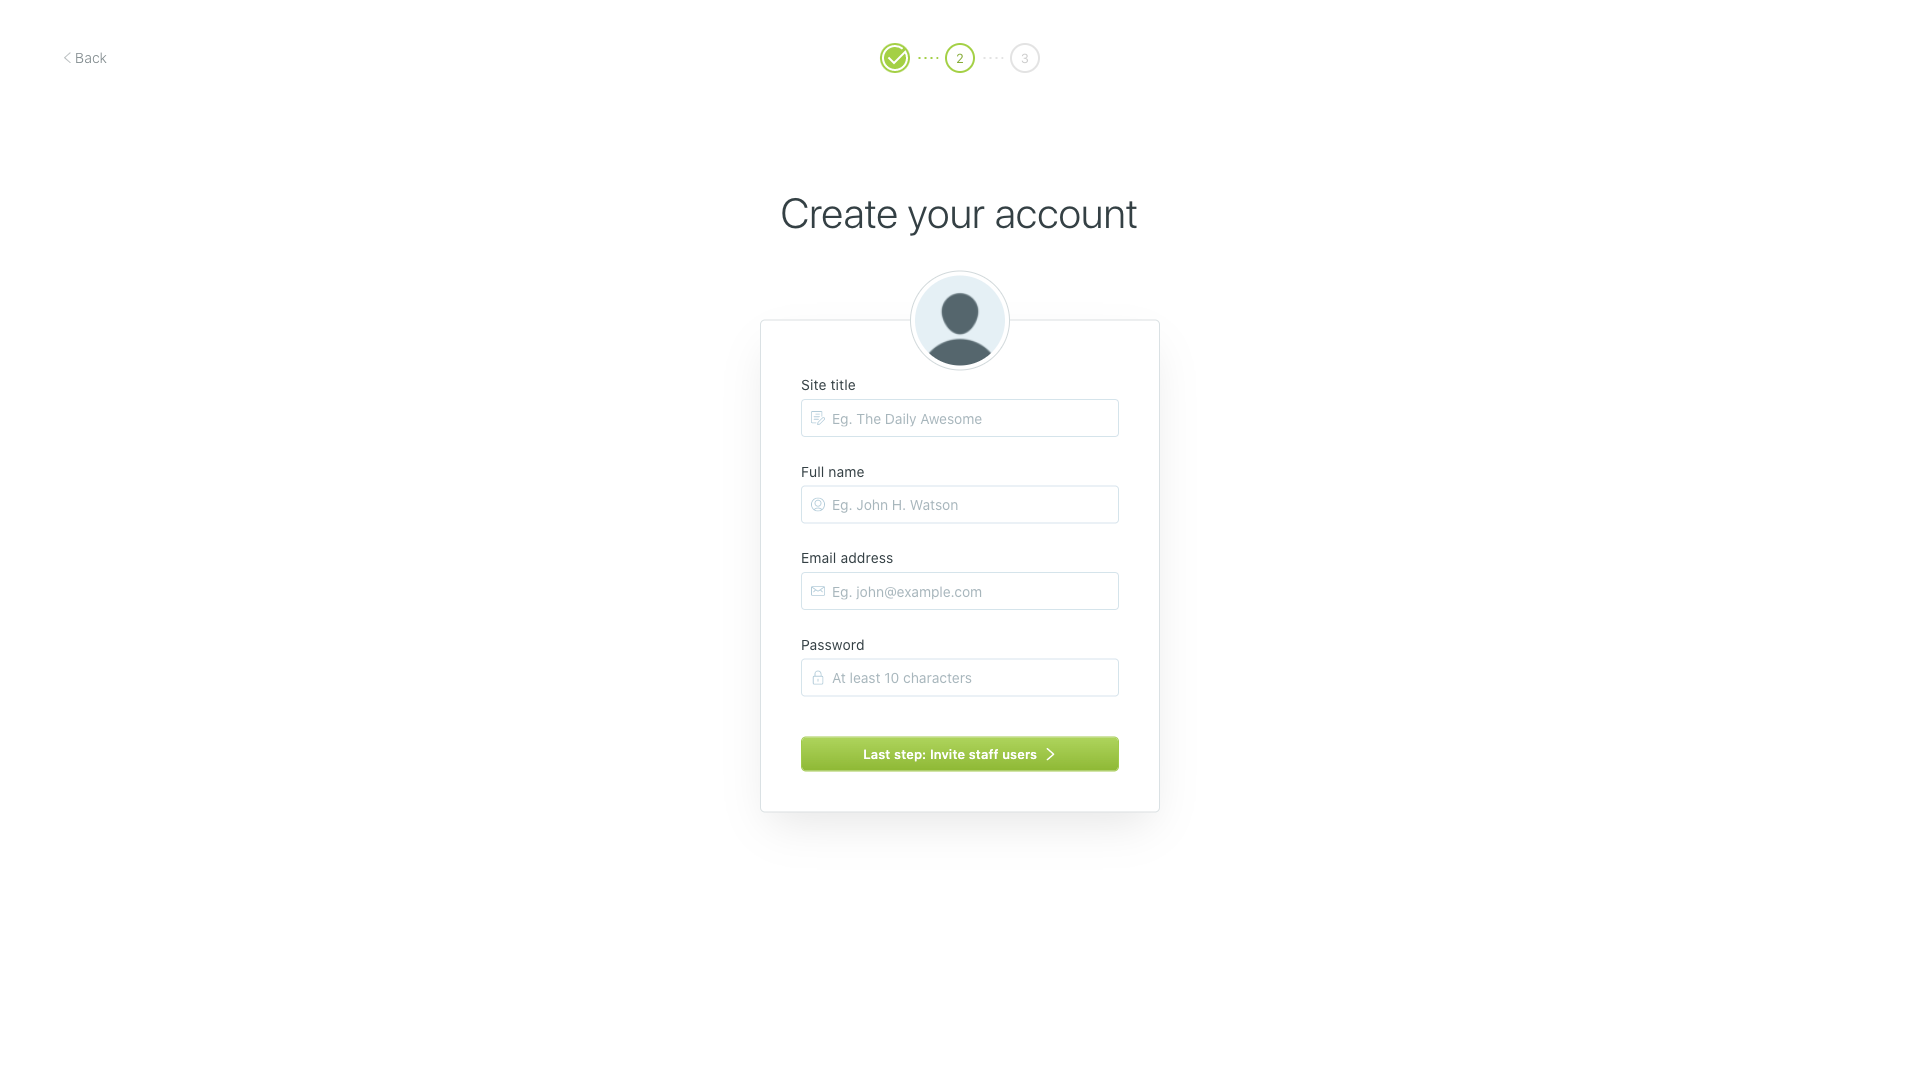 Back
2
3
Create your account
Site title
Eg. The Daily Awesome
Full name
Eg. John H. Watson
Email address
Eg. john@example.com
Password
At least 10 characters
Last step: Invite staff users